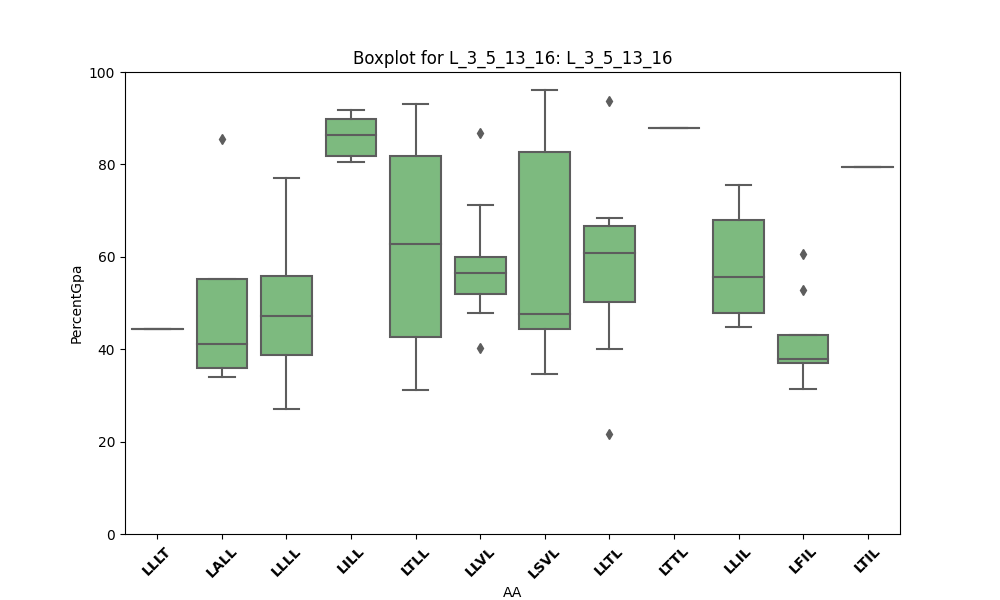 Boxplot for L_3_5_13_16: L_3_5_13_16
100
80
60
40
20
0
PercentGpa
LLLT
LALL
LLLL
LILL
LTLL
LLVL
LSVL
LLTL
LTTL
LLIL
LFIL
LTIL
AA